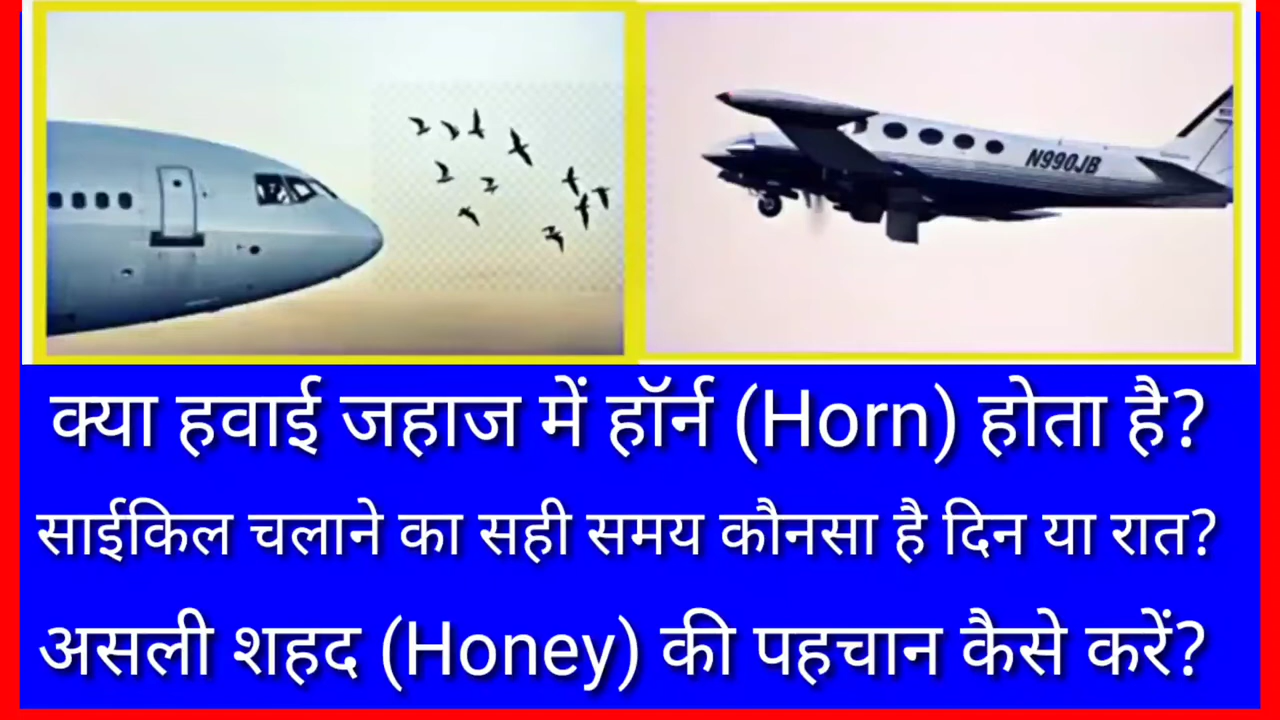 N990JB
क्या हवाई जहाज में हॉर्न (Horn) होता है?
साईकिल चलाने का सही समय कौनसा है दिन या रात?
असली शहद (Honey) की पहचान कैसे करें?